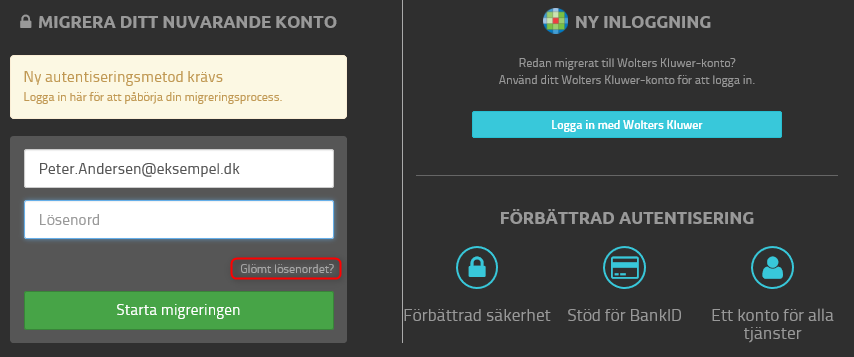 MIGRERA DITT NUVARANDE KONTO
Ny autentiseringsmetod krävs
Logga in här för att påbörja din migreringsprocess.
Peter.Andersen@eksempel.dk
Lösenord
Glömt lösenordet?
Starta migreringen
NY INLOGGNING
Redan migrerat till Wolters Kluwer-konto?
Använd ditt Wolters Kluwer-konto för att logga in.
Logga in med Wolters Kluwer
FÖRBÄTTRAD AUTENTISERING
Förbättrad säkerhet
Stöd för BankID
Ett konto för alla
tjänster